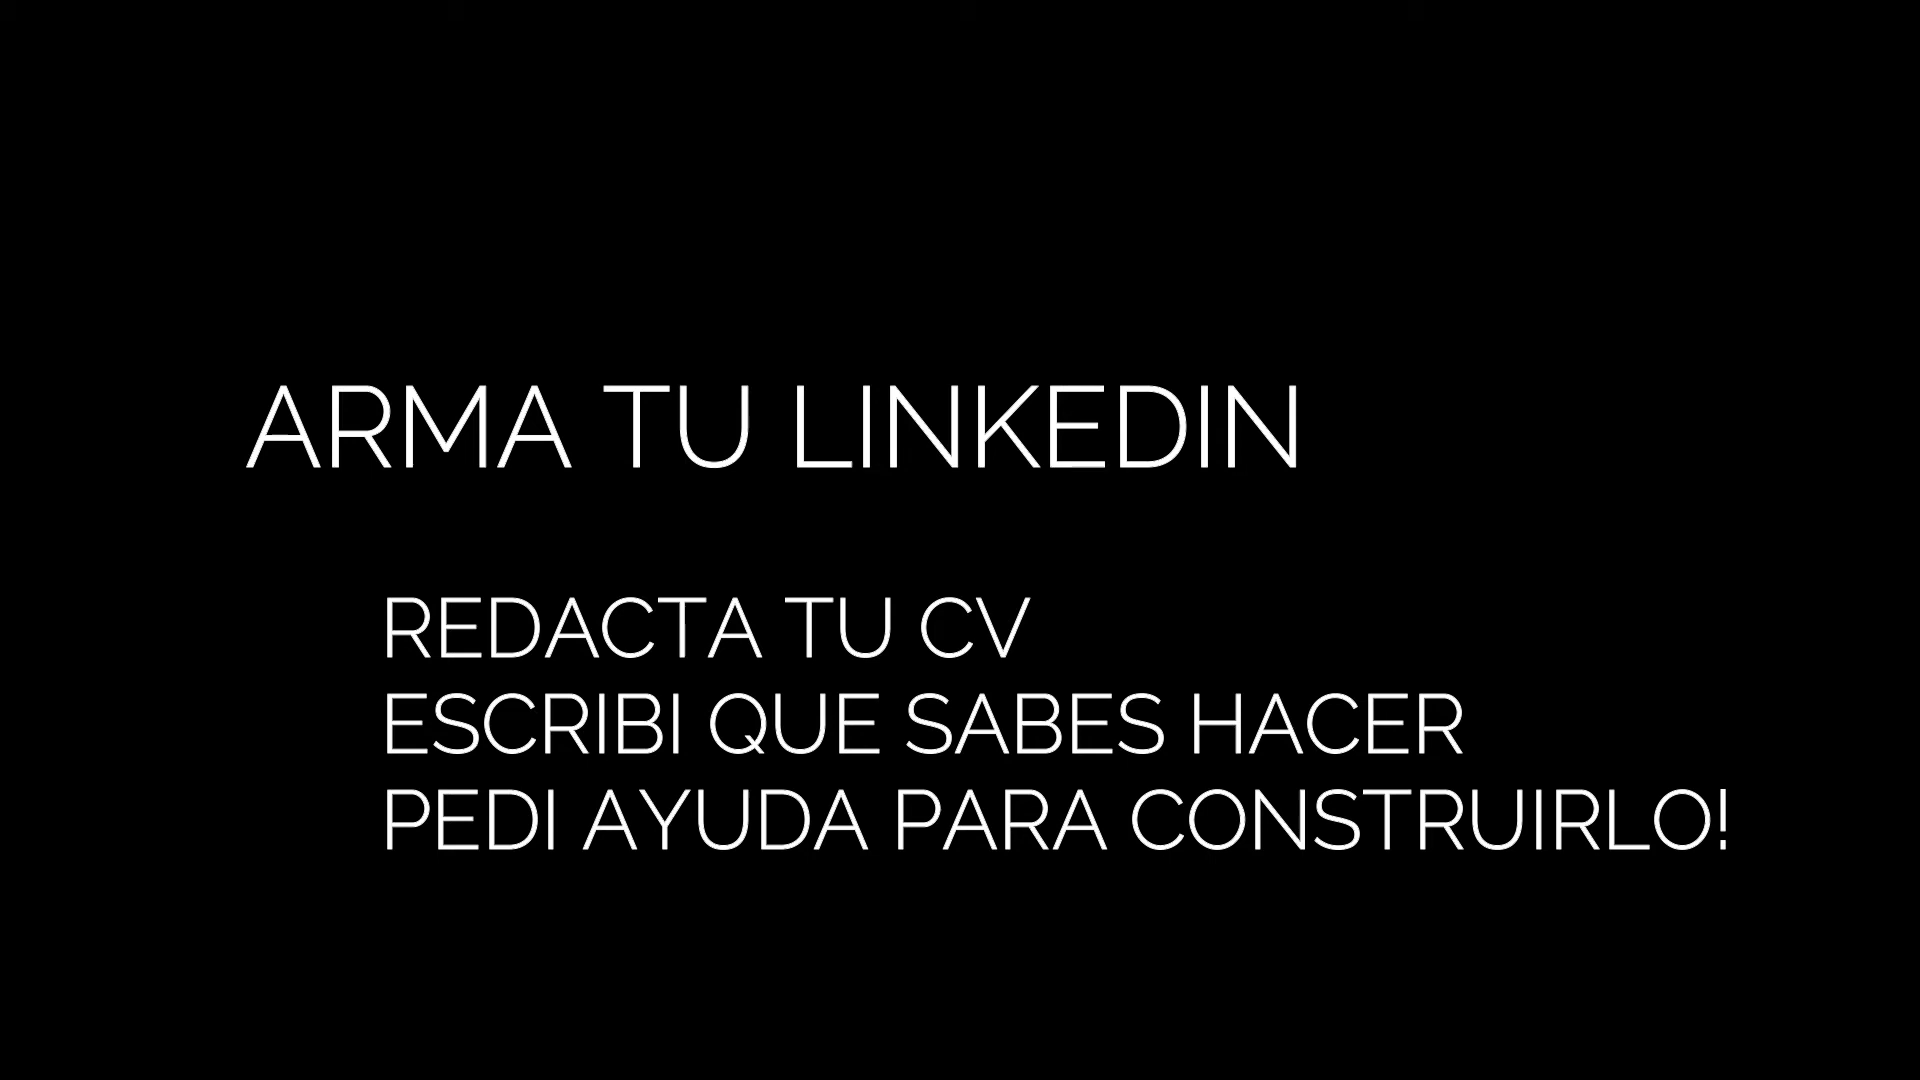 ARMA TU LINKEDIN
REDACTA TU CV
ESCRIBI QUE SABES HACER
PEDI AYUDA PARA CONSTRUIRLO!